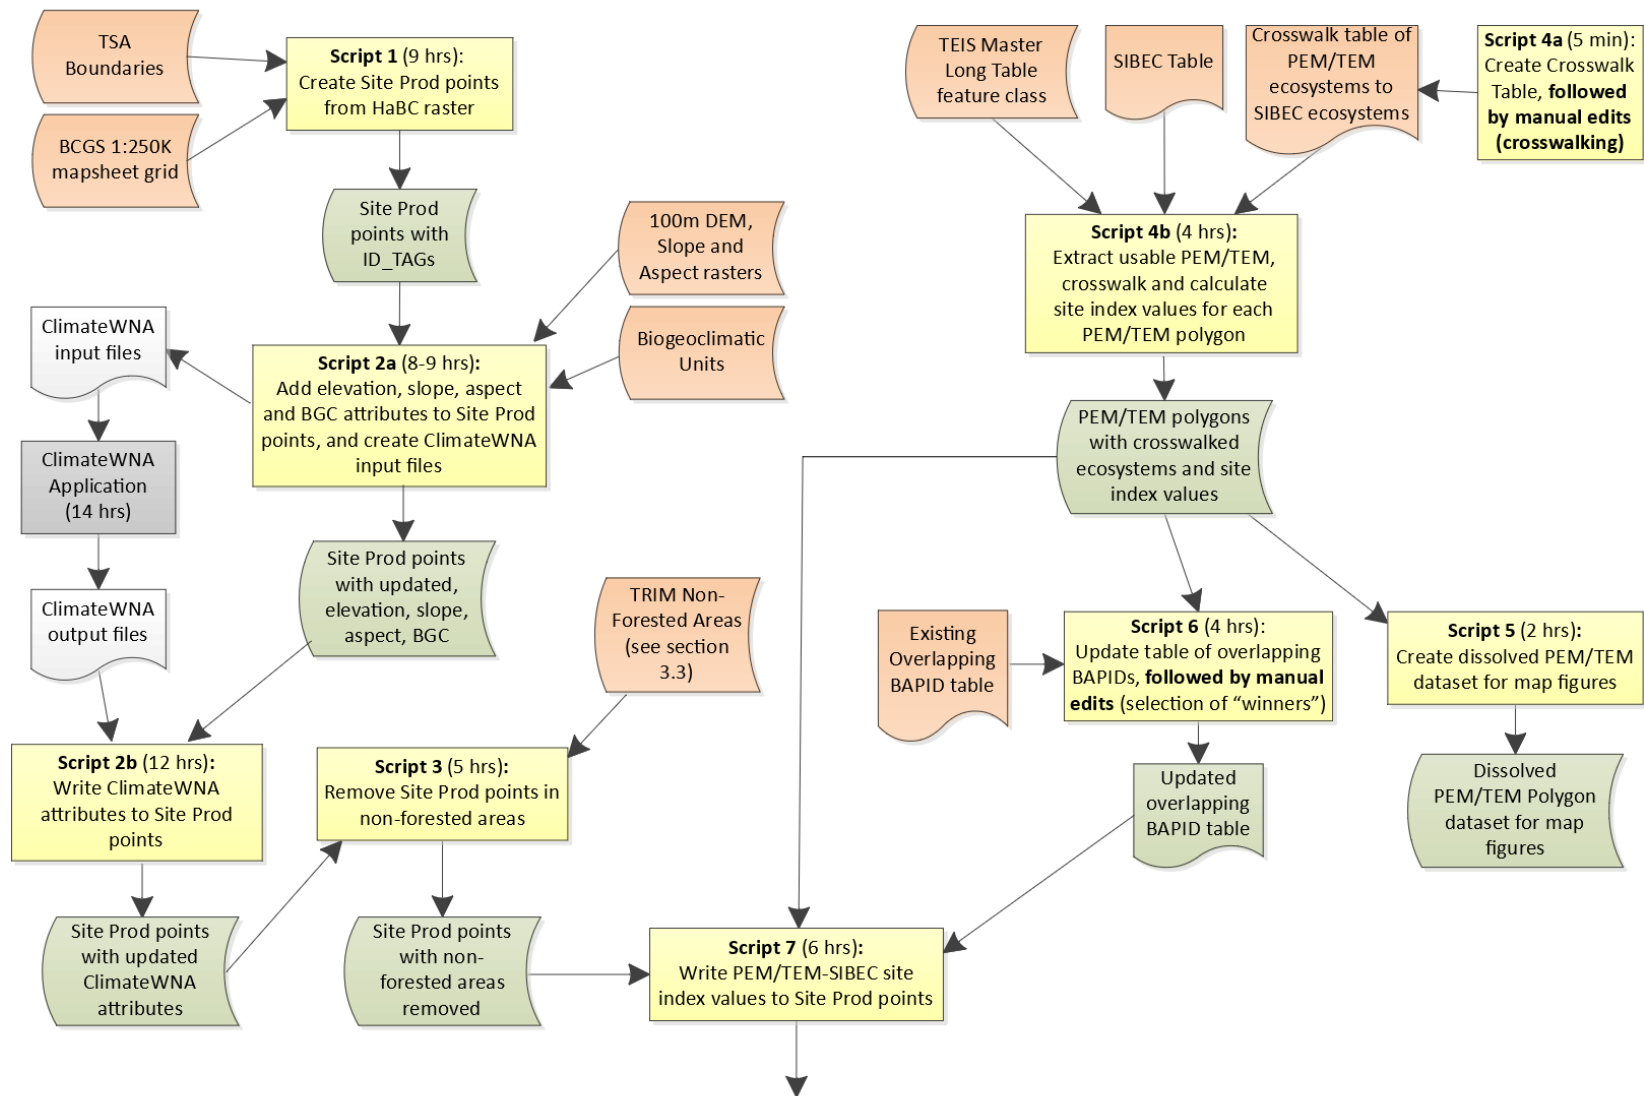 TSA
Boundaries
BCGS 1:250K
mapsheet grid
Script 1 (9 hrs):
Create Site Prod points
from HaBC raster
Site Prod
points with
ID_TAGs
100m DEM,
Slope and
Aspect rasters
Biogeoclimatic
Units
ClimateWNA
input files
Script 2a (8-9 hrs):
Add elevation, slope, aspect
and BGC attributes to Site Prod
points, and create ClimateWNA
input files
ClimateWNA
Application
(14 hrs)
ClimateWNA
output files
Site Prod points
with updated,
elevation, slope,
aspect, BGC
TRIM Non-
Forested Areas
(see section
3.3)
Script 2b (12 hrs):
Write ClimateWNA
attributes to Site Prod
points
Script 3 (5 hrs):
Remove Site Prod points in
non-forested areas
Site Prod points
with updated
ClimateWNA
attributes
Site Prod points
with non-
forested areas
removed
TEIS Master
Long Table
feature class
SIBEC Table
Crosswalk table of
PEM/TEM
ecosystems to
SIBEC ecosystems
Script 4a (5 min):
Create Crosswalk
Table, followed
by manual edits
(crosswalking)
Script 4b (4 hrs):
Extract usable PEM/TEM,
crosswalk and calculate
site index values for each
PEM/TEM polygon
PEM/TEM polygons
with crosswalked
ecosystems and site
index values
Existing
Overlapping
BAPID table
Script 6 (4 hrs):
Update table of overlapping
BAPIDs, followed by manual
edits (selection of “winners”)
Script 5 (2 hrs):
Create dissolved PEM/TEM
dataset for map figures
Updated
overlapping
BAPID table
Dissolved
PEM/TEM Polygon
dataset for map
figures
Script 7 (6 hrs):
Write PEM/TEM-SIBEC site
index values to Site Prod points